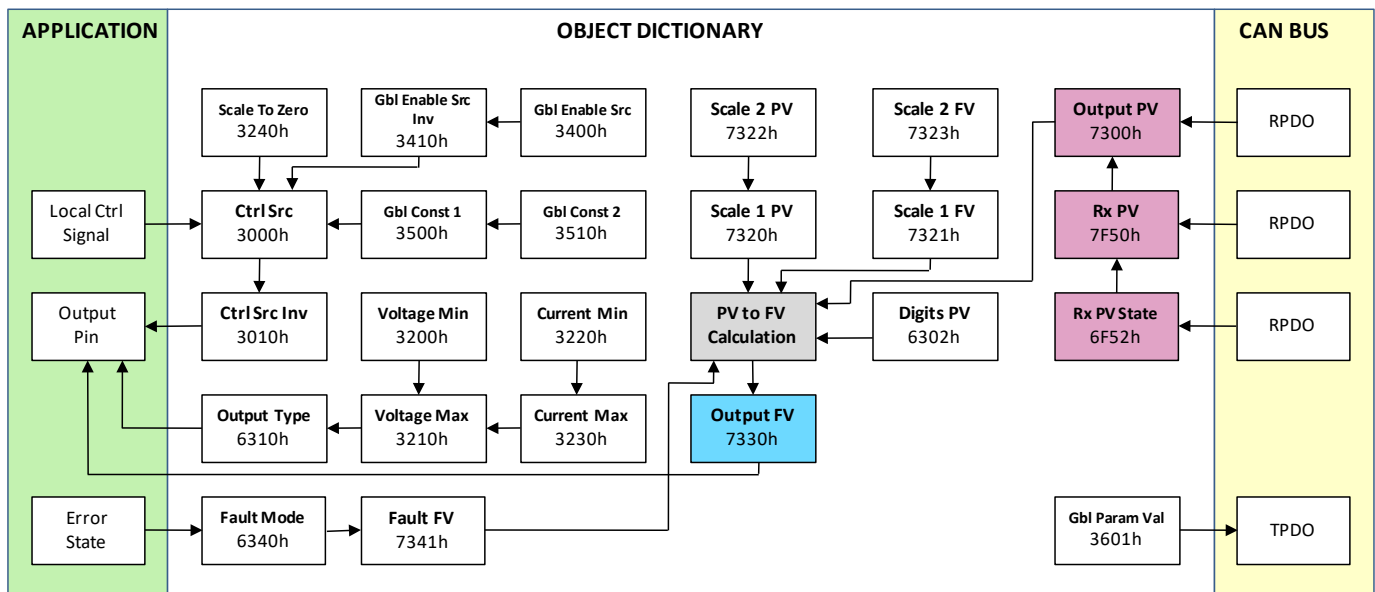 APPLICATION
OBJECT DICTIONARY
CAN BUS
Scale To Zero
3240h
Gbl Enable Src
Inv
3410h
Gbl Enable Src
3400h
Scale 2 PV
7322h
Scale 2 FV
7323h
Output PV
7300h
RPDO
Local Ctrl
Signal
Ctrl Src
3000h
Gbl Const 1
3500h
Gbl Const 2
3510h
Scale 1 PV
7320h
Scale 1 FV
7321h
Rx PV
7F50h
RPDO
Output
Pin
Ctrl Src Inv
3010h
Voltage Min
3200h
Current Min
3220h
PV to FV
Calculation
Digits PV
6302h
Rx PV State
6F52h
RPDO
Output Type
6310h
Voltage Max
3210h
Current Max
3230h
Output FV
7330h
Error
State
Fault Mode
6340h
Fault FV
7341h
Gbl Param Val
3601h
TPDO